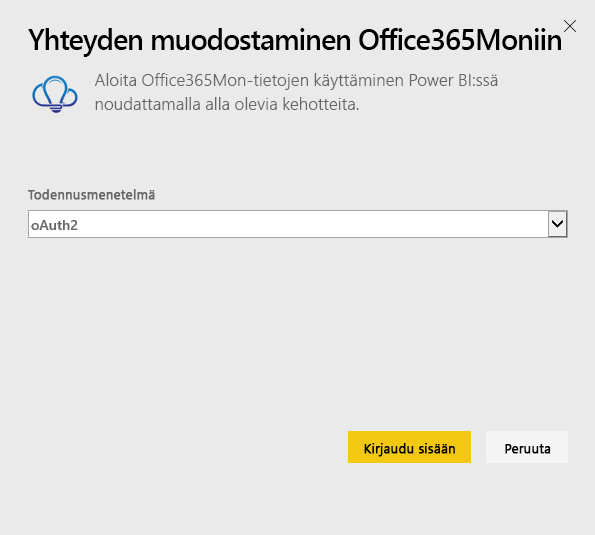 Yhteyden muodostaminen Office365Moniin
Aloita Office365Mon-tietojen käyttäminen Power BI:ssä
noudattamalla alla olevia kehotteita.
Todennusmenetelmä
oAuth2
Kirjaudu sisään
Peruuta